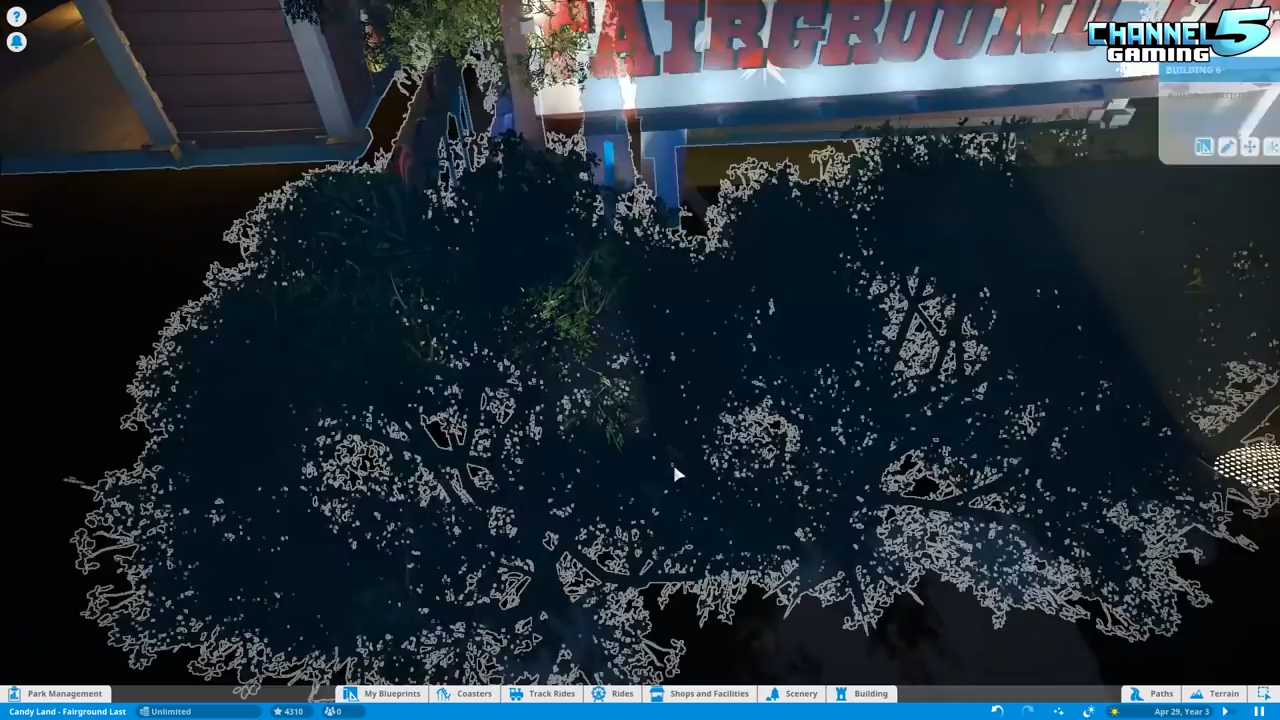 FAIRGROUND
CHANNEL 5
GAMING
BUILDING 6
Park Management
My Blueprints
Coasters
Track Rides
Rides
Shops and Facilities
Scenery
Building
Paths
Terrain
Candy Land - Fairground Last
Unlimited
4310
0
Apr 29, Year 3